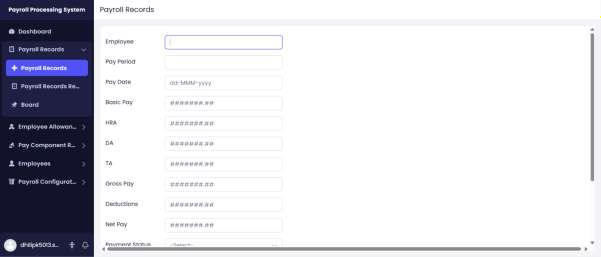 Payroll Processing System
Payroll Records
Dashboard
Payroll Records
Payroll Records
Payroll Records Re...
Board
Employee Allowan...
Pay Component R...
Employees
Payroll Configurat...
dhilipk5013.s...
Employee
Pay Period
Pay Date
dd-MMM-yyyy
Basic Pay
#######.##
HRA
#######.##
DA
#######.##
TA
#######.##
Gross Pay
#######.##
Deductions
#######.##
Net Pay
#######.##
Payment Status
-Select-